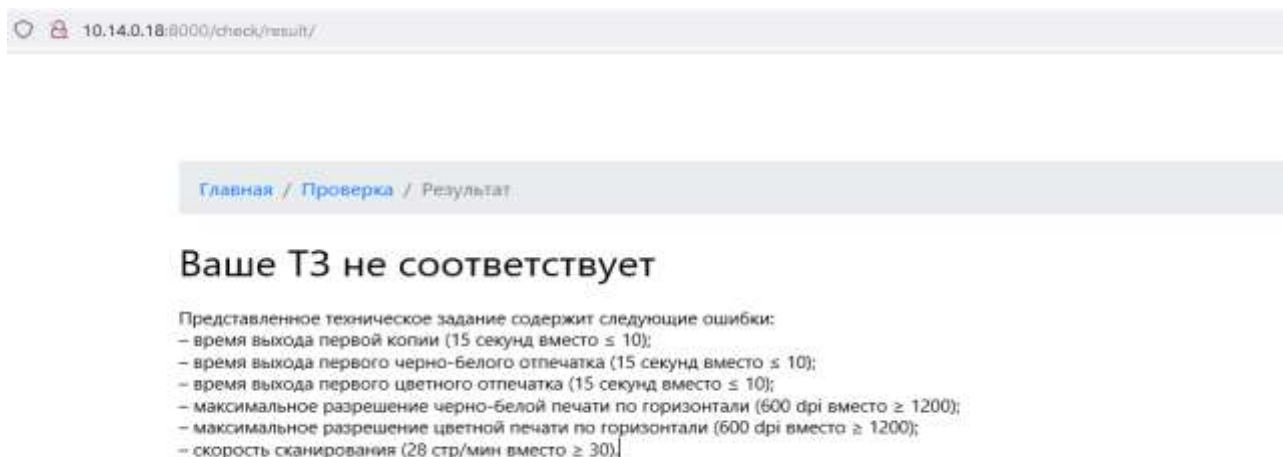 10.14.0.18:8000/check/result/
Главная / Проверка / Результат
Ваше ТЗ не соответствует
Представленное техническое задание содержит следующие ошибки:
– время выхода первой копии (15 секунд вместо ≤ 10);
– время выхода первого черно-белого отпечатка (15 секунд вместо ≤ 10);
– время выхода первого цветного отпечатка (15 секунд вместо ≤ 10);
– максимальное разрешение черно-белой печати по горизонтали (600 dpi вместо ≥ 1200);
– максимальное разрешение цветной печати по горизонтали (600 dpi вместо ≥ 1200);
– скорость сканирования (28 стр/мин вместо ≥ 30).